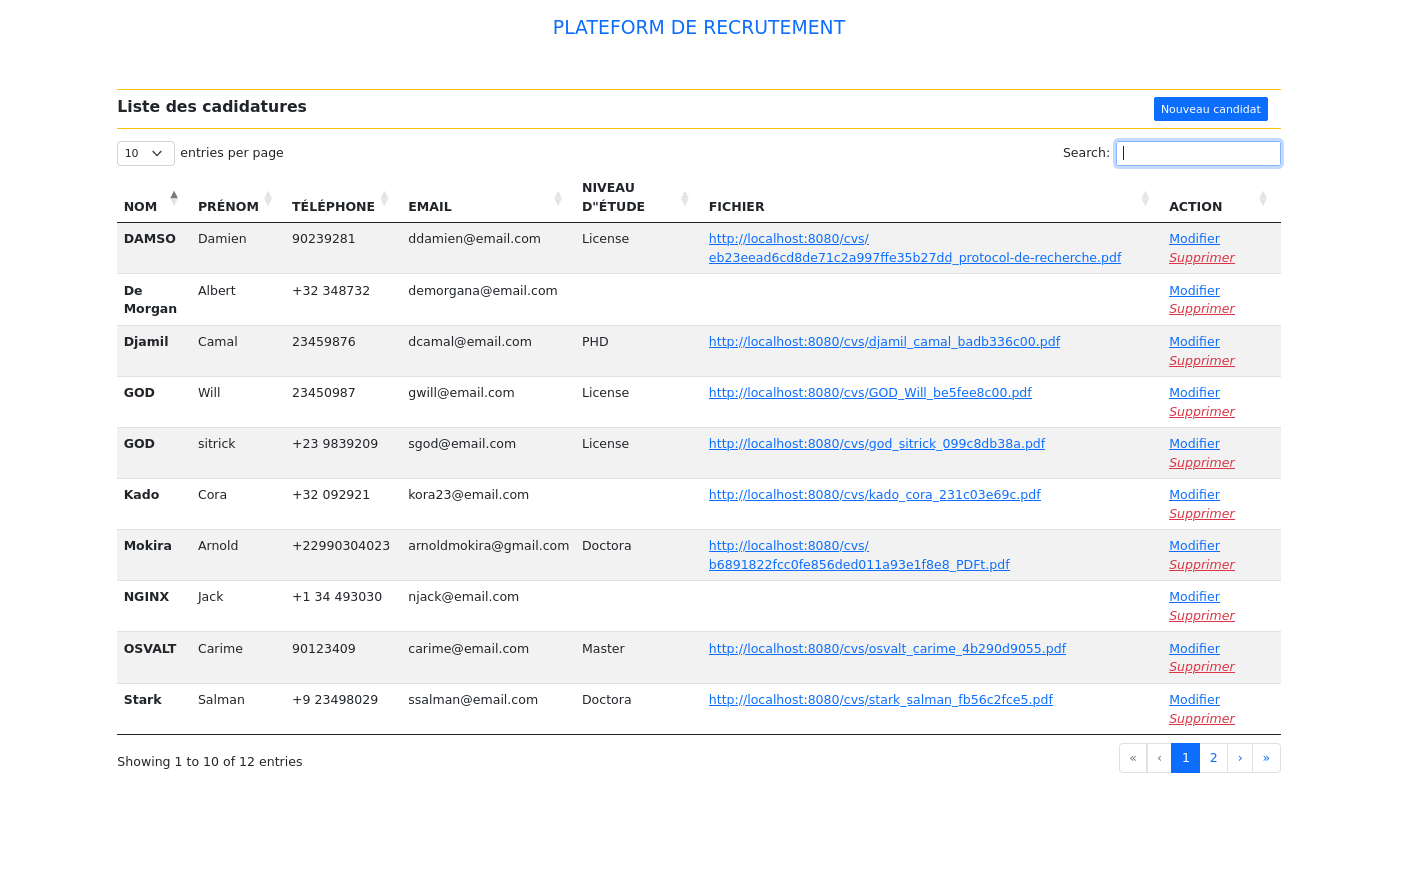 PLATEFORM DE RECRUTEMENT
Liste des cadidatures Nouveau candidat
10 entries per page Search:
NOM PRÉNOM TÉLÉPHONE EMAIL NIVEAU D"ÉTUDE FICHIER ACTION
DAMSO Damien 90239281 ddamien@email.com License http://localhost:8080/cvs/ Modifier
eb23eead6cd8de71c2a997ffe35b27dd_protocol-de-recherche.pdf Supprimer
De Albert +32 348732 demorgana@email.com Modifier
Morgan Supprimer
Djamil Camal 23459876 dcamal@email.com PHD http://localhost:8080/cvs/djamil_camal_badb336c00.pdf Modifier
Supprimer
GOD Will 23450987 gwill@email.com License http://localhost:8080/cvs/GOD_Will_be5fee8c00.pdf Modifier
Supprimer
GOD sitrick +23 9839209 sgod@email.com License http://localhost:8080/cvs/god_sitrick_099c8db38a.pdf Modifier
Supprimer
Kado Cora +32 092921 kora23@email.com http://localhost:8080/cvs/kado_cora_231c03e69c.pdf Modifier
Supprimer
Mokira Arnold +22990304023 arnoldmokira@gmail.com Doctora http://localhost:8080/cvs/ Modifier
b6891822fcc0fe856ded011a93e1f8e8_PDFt.pdf Supprimer
NGINX Jack +1 34 493030 njack@email.com Modifier
Supprimer
OSVALT Carime 90123409 carime@email.com Master http://localhost:8080/cvs/osvalt_carime_4b290d9055.pdf Modifier
Supprimer
Stark Salman +9 23498029 ssalman@email.com Doctora http://localhost:8080/cvs/stark_salman_fb56c2fce5.pdf Modifier
Supprimer
Showing 1 to 10 of 12 entries « ‹ 1 2 › »